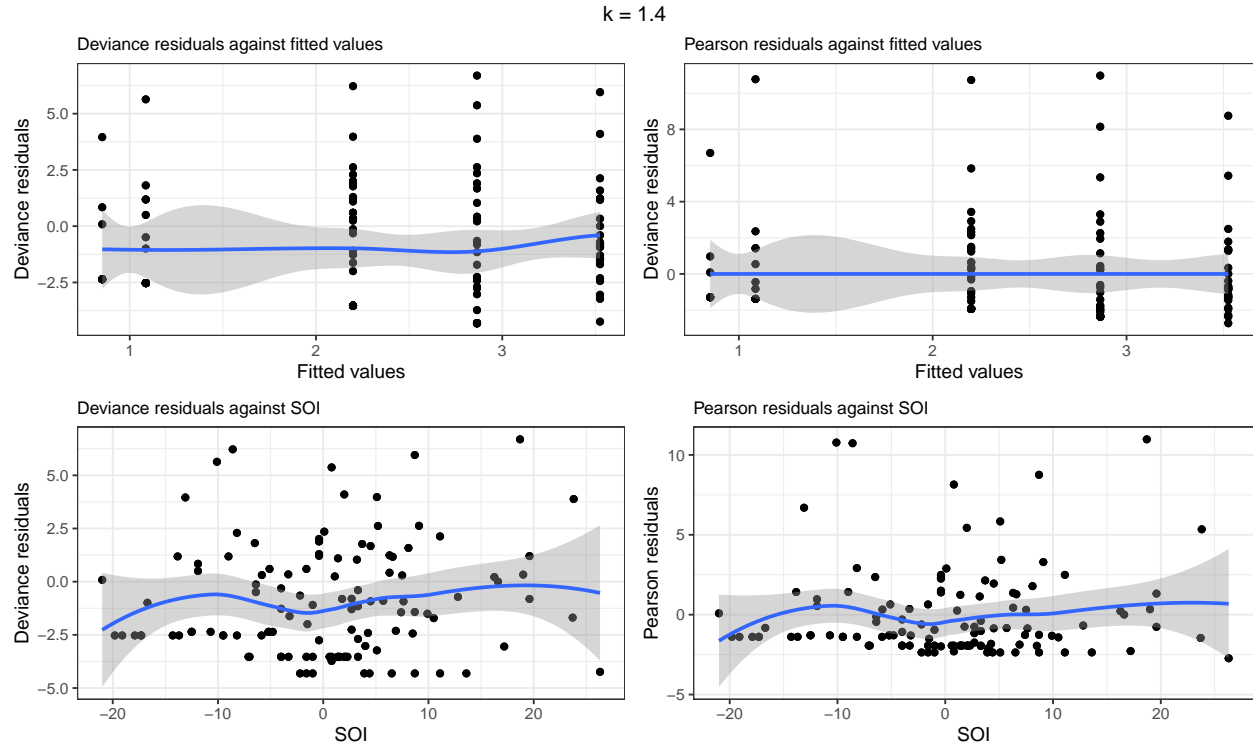 k = 1.4
Deviance residuals against fitted values
Pearson residuals against fitted values
Deviance residuals
5.0
2.5
0.0
−2.5
1
2
3
Fitted values
Deviance residuals
8
4
0
1
2
3
Fitted values
Deviance residuals against SOI
Pearson residuals against SOI
Deviance residuals
5.0
2.5
0.0
−2.5
−5.0
−20
−10
0
10
20
SOI
Pearson residuals
10
5
0
−5
−20
−10
0
10
20
SOI